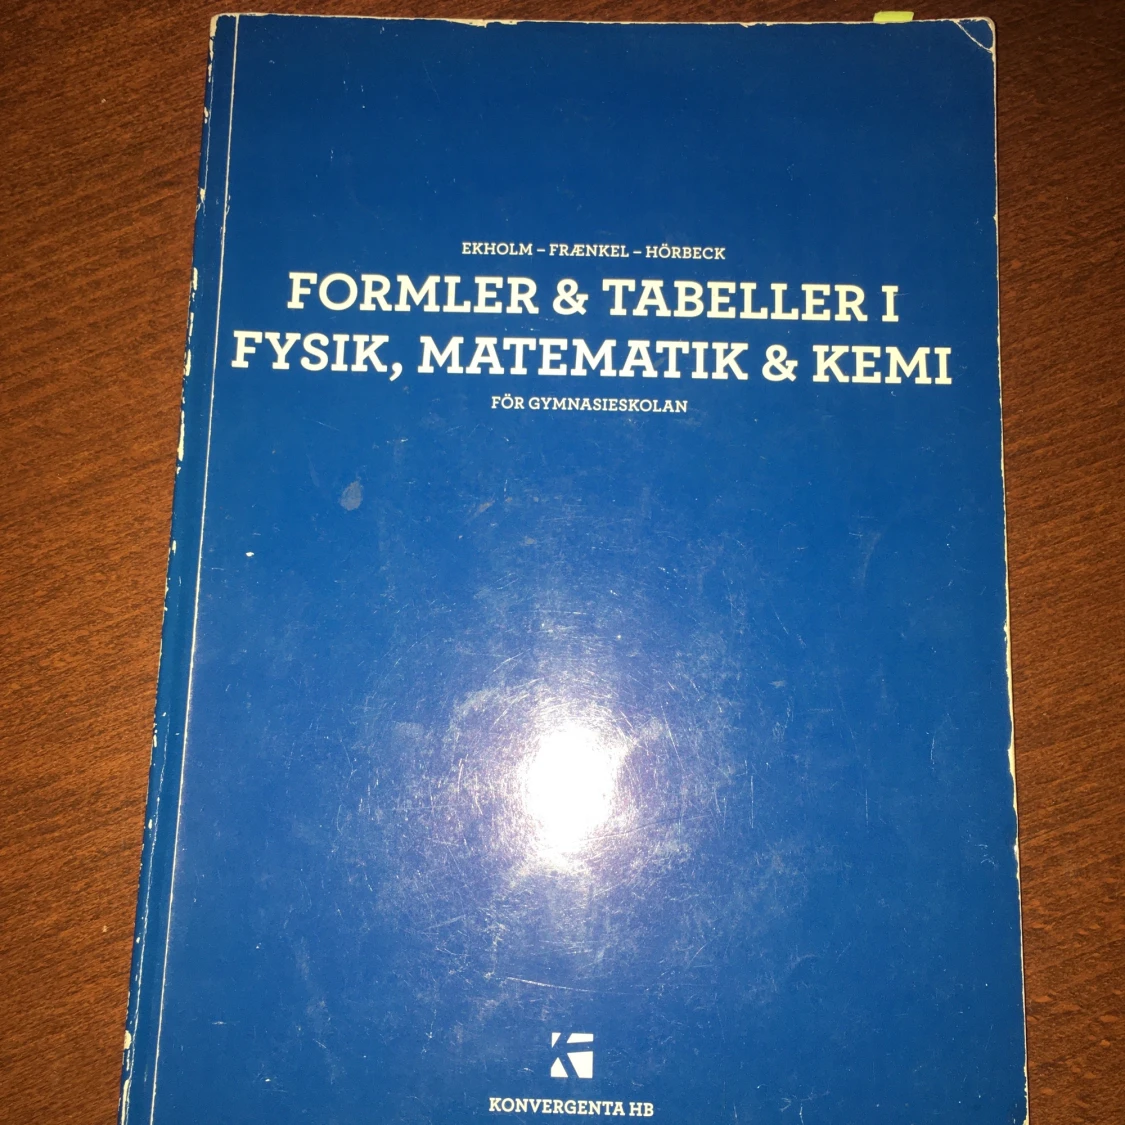 EKHOLM – FRÆNKEL – HÖRBECK
FORMLER & TABELLER I
FYSIK, MATEMATIK & KEMI
FÖR GYMNASIESKOLAN
K
KONVERGENTA HB